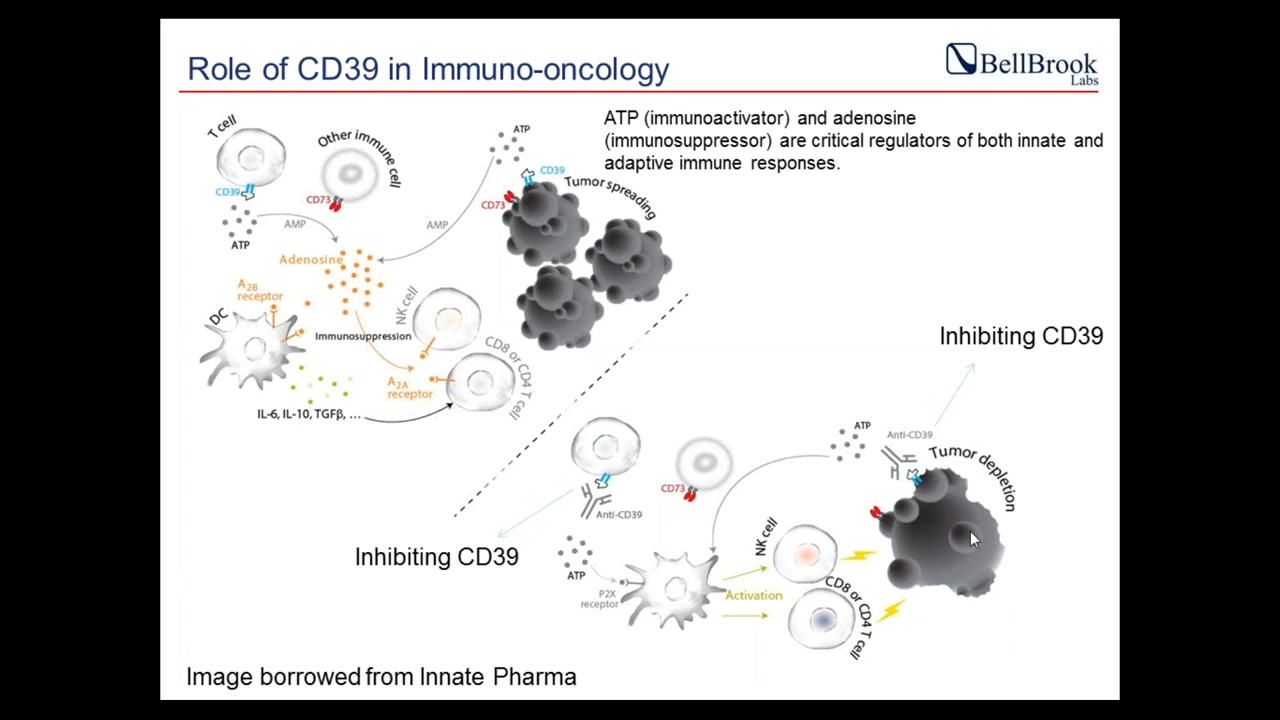 Role of CD39 in Immuno-oncology
BellBrook
Labs
ATP (immunoactivator) and adenosine
(immunosuppressor) are critical regulators of both innate and
adaptive immune responses.
T cell
Other immune cell
ATP
CD39
CD39
CD73
CD73
Tumor spreading
AMP
AMP
ATP
Adenosine
A2B
receptor
DC
NK cell
Immunosuppression
CD8 or CD4 T cell
A2A
receptor
IL-6, IL-10, TGFβ, ...
Inhibiting CD39
ATP
Anti-CD39
Tumor depletion
CD73
Anti-CD39
Inhibiting CD39
NK cell
ATP
P2X
receptor
Activation
CD8 or CD4 T cell
Image borrowed from Innate Pharma